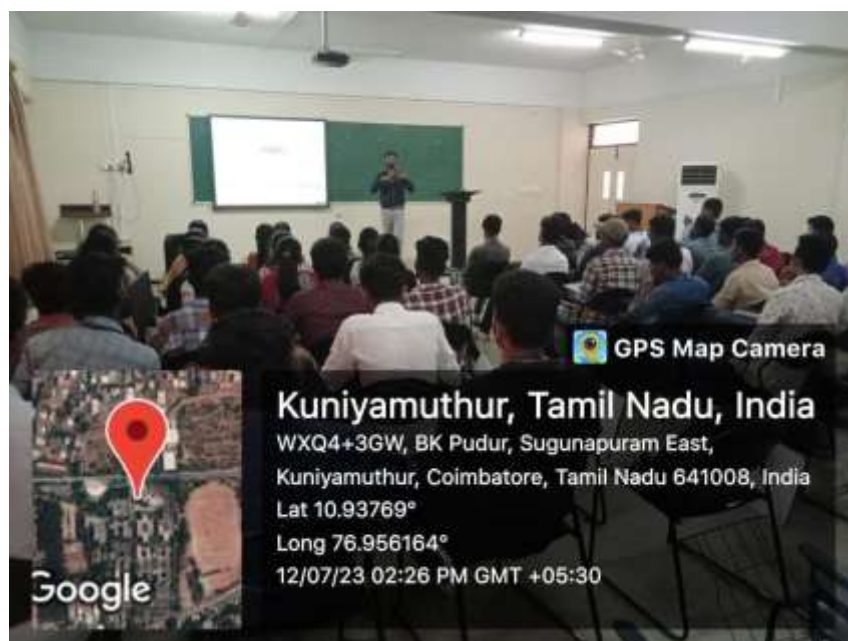 GPS Map Camera
Kuniyamuthur, Tamil Nadu, India
WXQ4+3GW, BK Pudur, Sugunapuram East,
Kuniyamuthur, Coimbatore, Tamil Nadu 641008, India
Lat 10.93769°
Long 76.956164°
12/07/23 02:26 PM GMT +05:30
Google